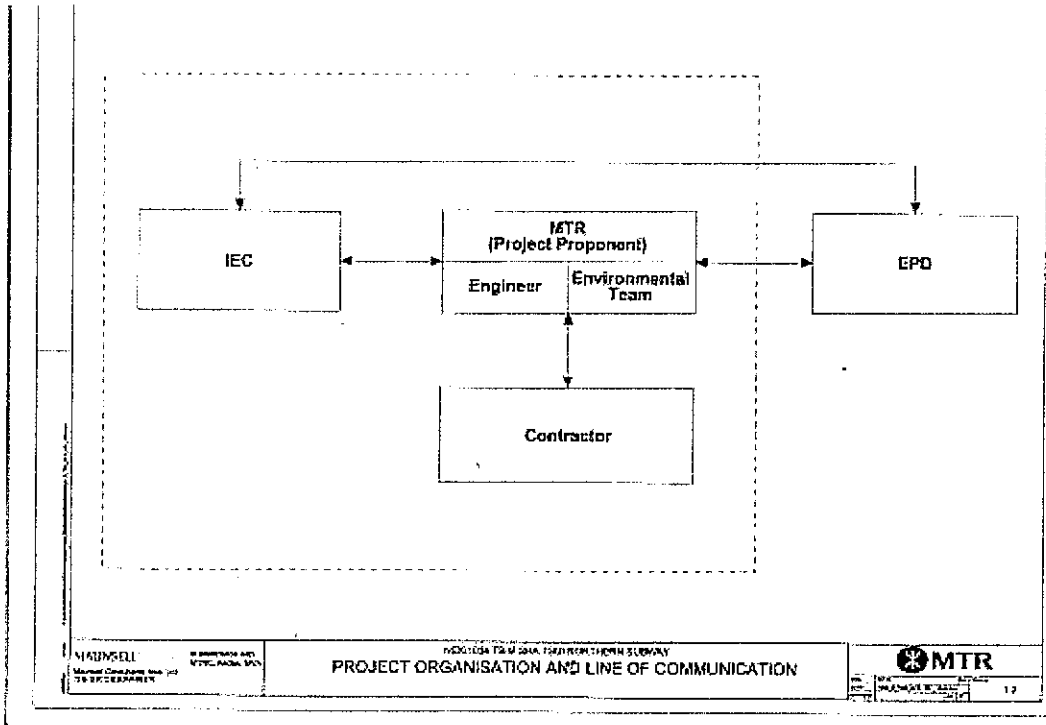 IEC
MTR
(Project Proponent)
Engineer
Environmental
Team
EPD
Contractor
MAUNSELL
PROJECT ORGANISATION AND LINE OF COMMUNICATION
MTR